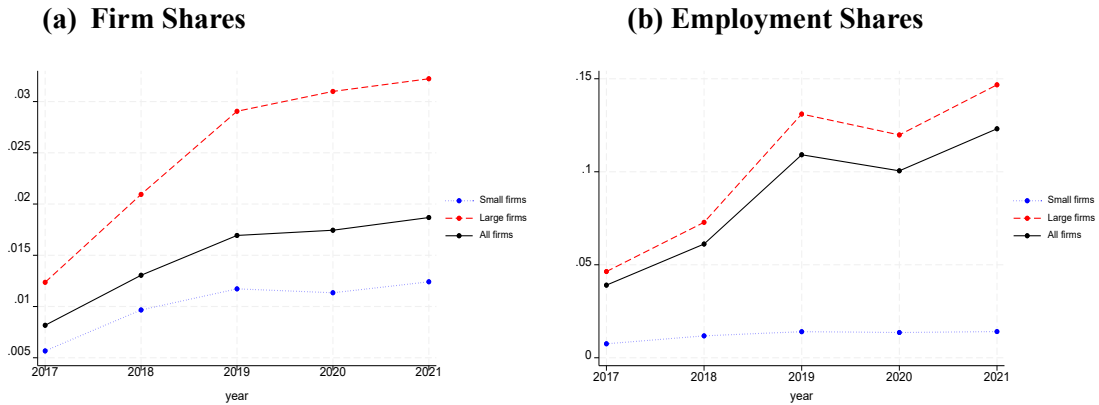 (a) Firm Shares
.03
.025
.02
.015
.01
.005
2017 2018 2019 2020 2021
year
Small firms
Large firms
All firms
(b) Employment Shares
.15
.1
.05
0
2017 2018 2019 2020 2021
year
Small firms
Large firms
All firms